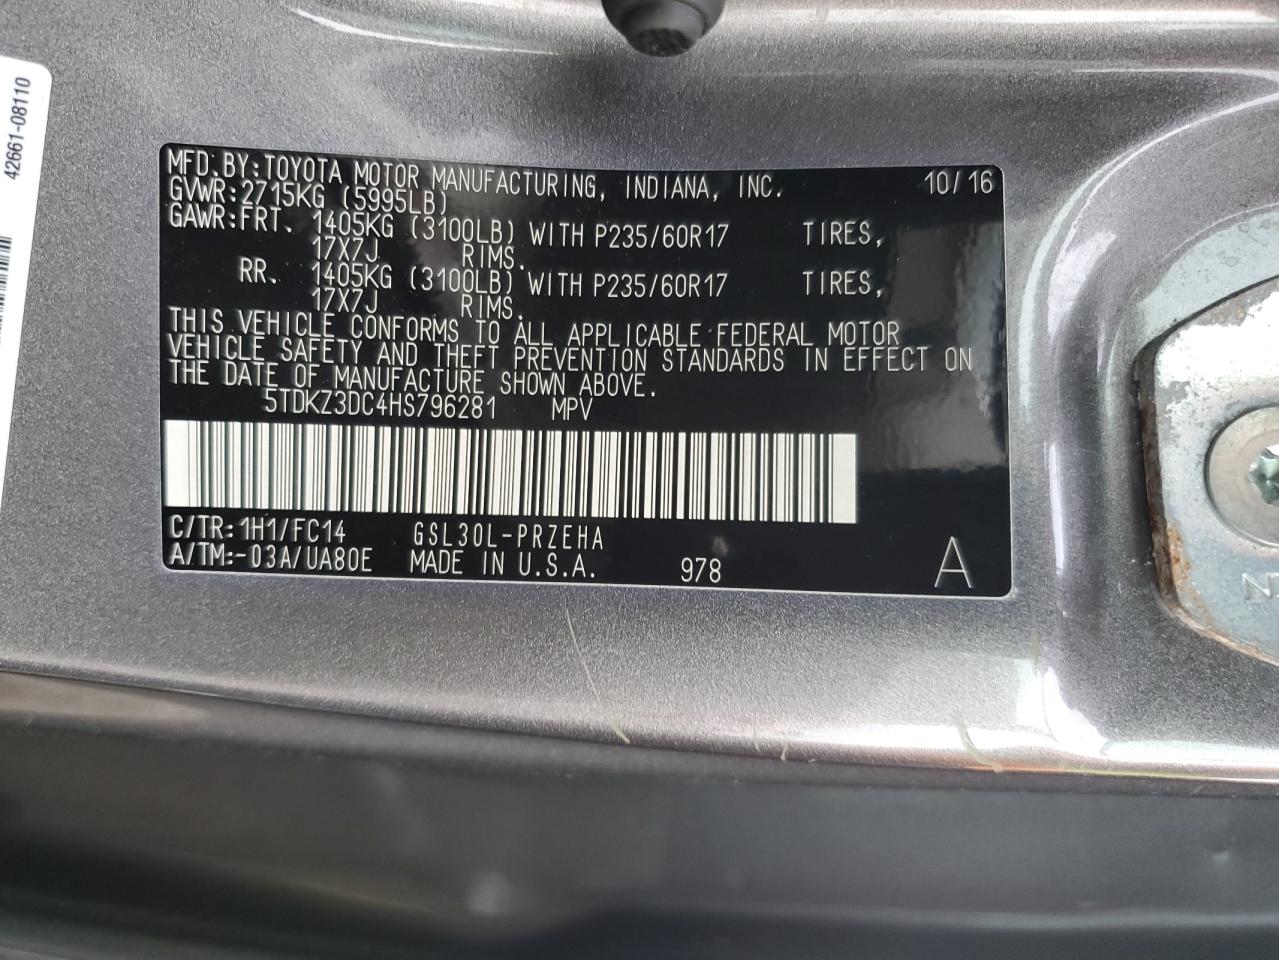 42661-08110
MFD.BY:TOYOTA MOTOR MANUFACTURING, INDIANA, INC. 10/16
GVWR:2715KG (5995LB)
GAWR:FRT. 1405KG (3100LB) WITH P235/60R17 TIRES,
17X7J RIMS.
RR. 1405KG (3100LB) WITH P235/60R17 TIRES,
17X7J RIMS.
THIS VEHICLE CONFORMS TO ALL APPLICABLE FEDERAL MOTOR
VEHICLE SAFETY AND THEFT PREVENTION STANDARDS IN EFFECT ON
THE DATE OF MANUFACTURE SHOWN ABOVE.
5TDKZ3DC4HS796281 MPV
C/TR:1H1/FC14 GSL30L-PRZEHA
A/TM:-03A/UA80E MADE IN U.S.A. 978 A